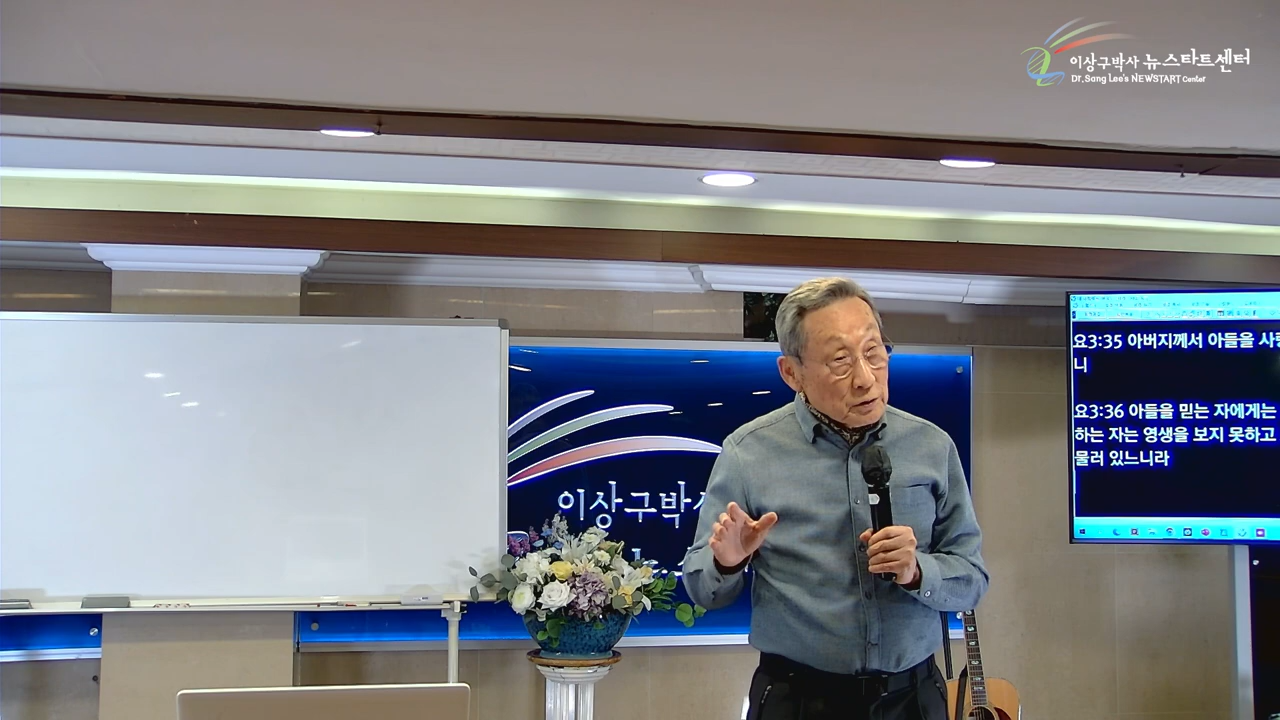 이상구박사 뉴스타트센터
Dr. Sang Lee's NEWSTART Center
이상구박사
요3:35 아버지께서 아들을
니
요3:36 아들을 믿는 자에게는
하는 자는 영생을 보지 못하고
물러 있느니라